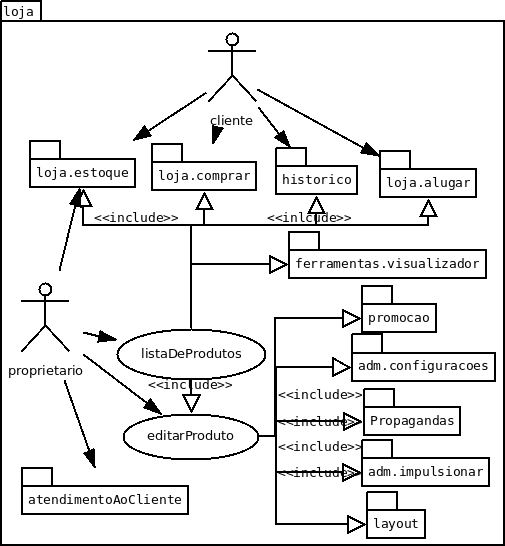 loja
cliente
loja.estoque
loja.comprar
historico
loja.alugar
<<include>>
<<inlcude>>
ferramentas.visualizador
proprietario
promocao
listaDeProdutos
adm.configuracoes
<<include>>
<<include>>
Propagandas
<<include>>
editarProduto
<<include>>
adm.impulsionar
<<include>>
atendimentoAoCliente
layout